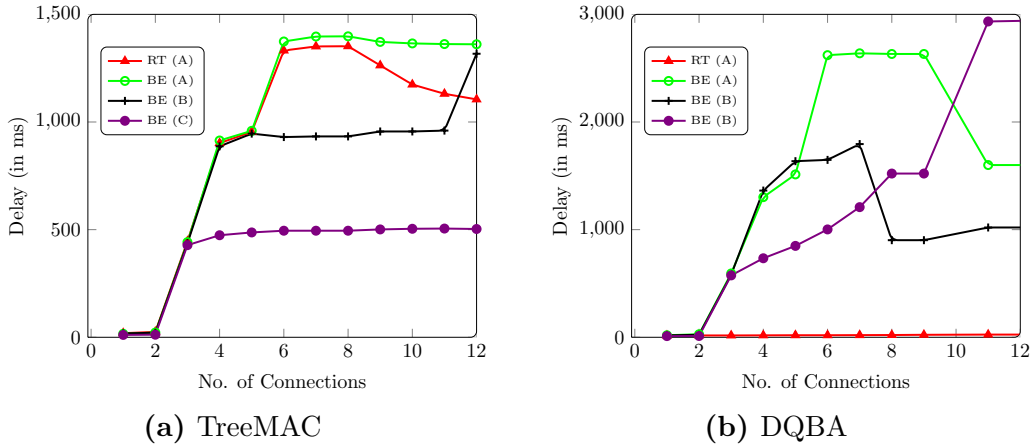 1,500
1,000
500
0
Delay (in ms)
RT (A)
BE (A)
BE (B)
BE (C)
0 2 4 6 8 10 12
No. of Connections
(a) TreeMAC
3,000
2,000
1,000
0
Delay (in ms)
RT (A)
BE (A)
BE (B)
BE (B)
0 2 4 6 8 10 12
No. of Connections
(b) DQBA